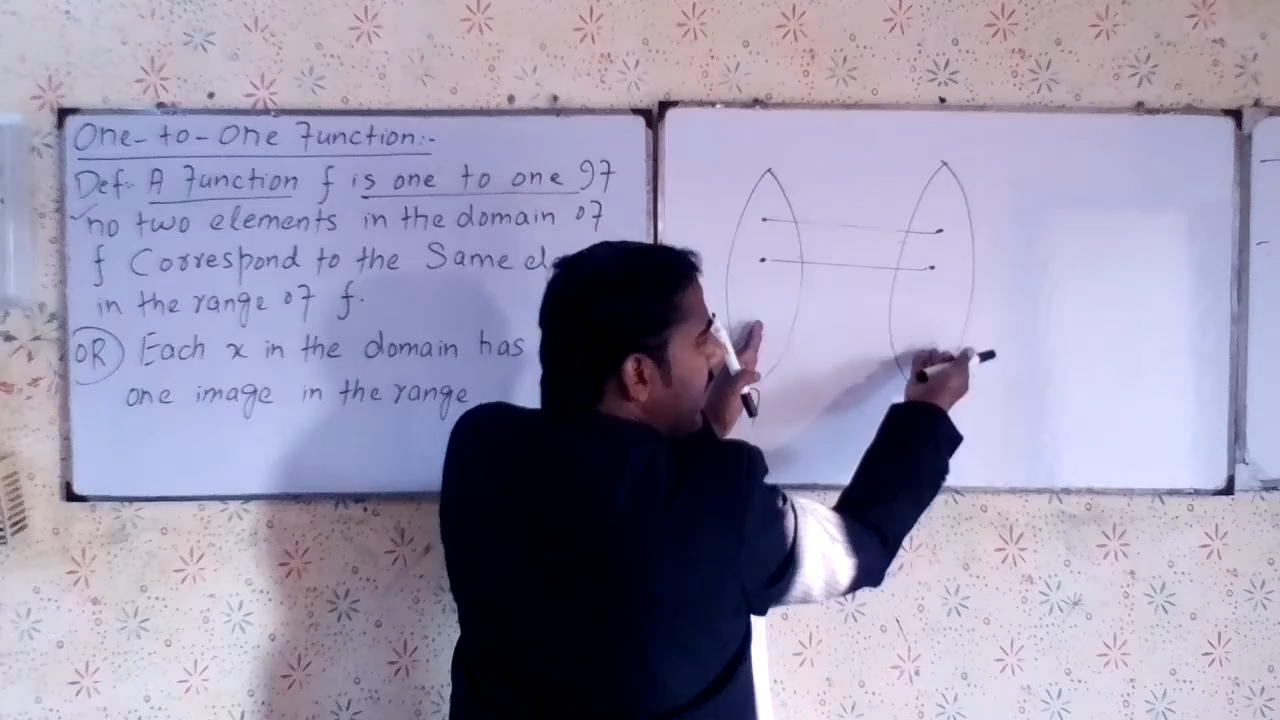 One-to-One Function:-
Def:- A Function f is one to one If
no two elements in the domain of
f Correspond to the Same
in the range of f.
OR Each x in the domain has
one image in the range